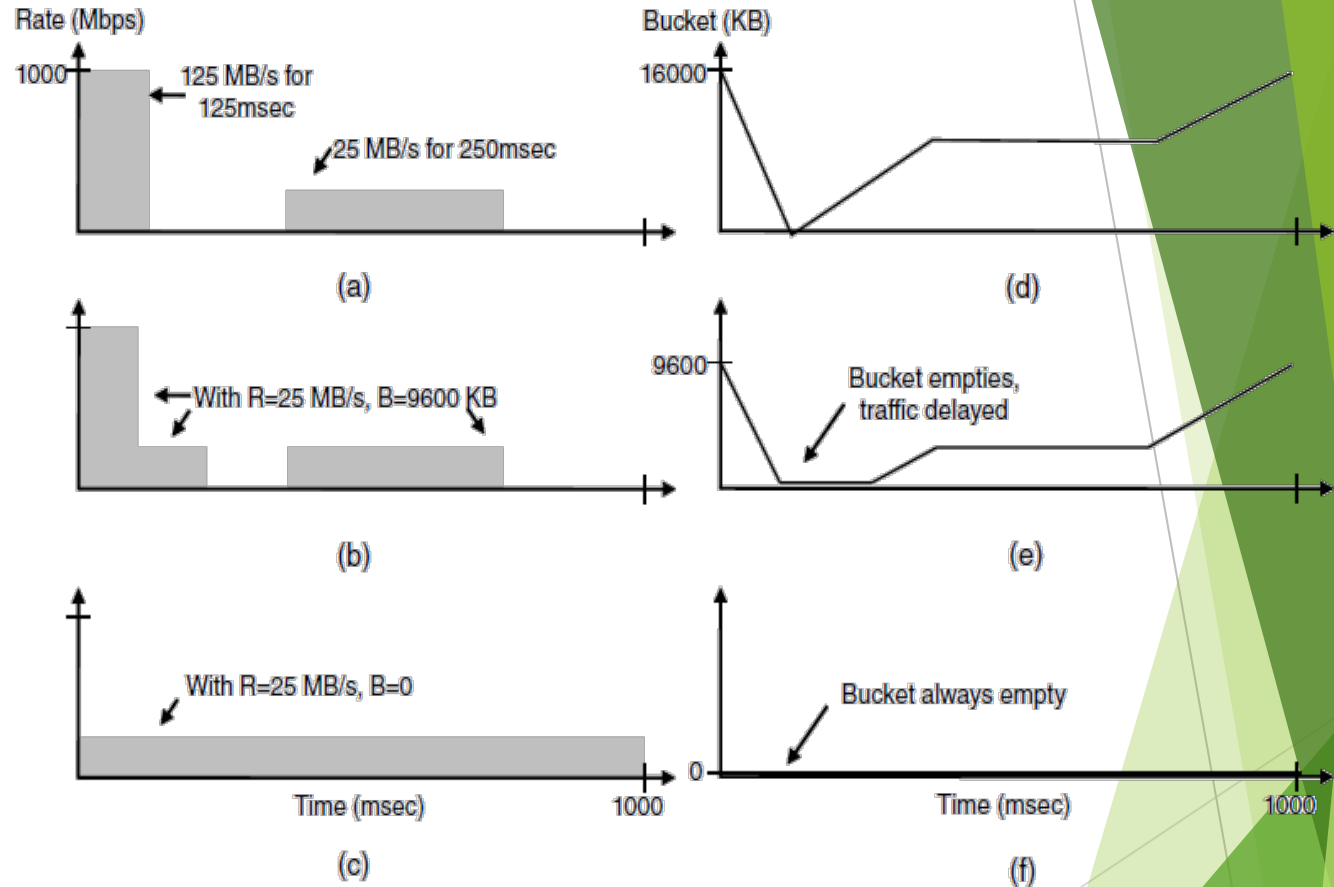 Rate (Mbps)
1000
125 MB/s for
125msec
25 MB/s for 250msec
(a)
Bucket (KB)
16000
(d)
With R=25 MB/s, B=9600 KB
(b)
9600
Bucket empties,
traffic delayed
(e)
With R=25 MB/s, B=0
Time (msec)
1000
(c)
Bucket always empty
0
Time (msec)
1000
(f)